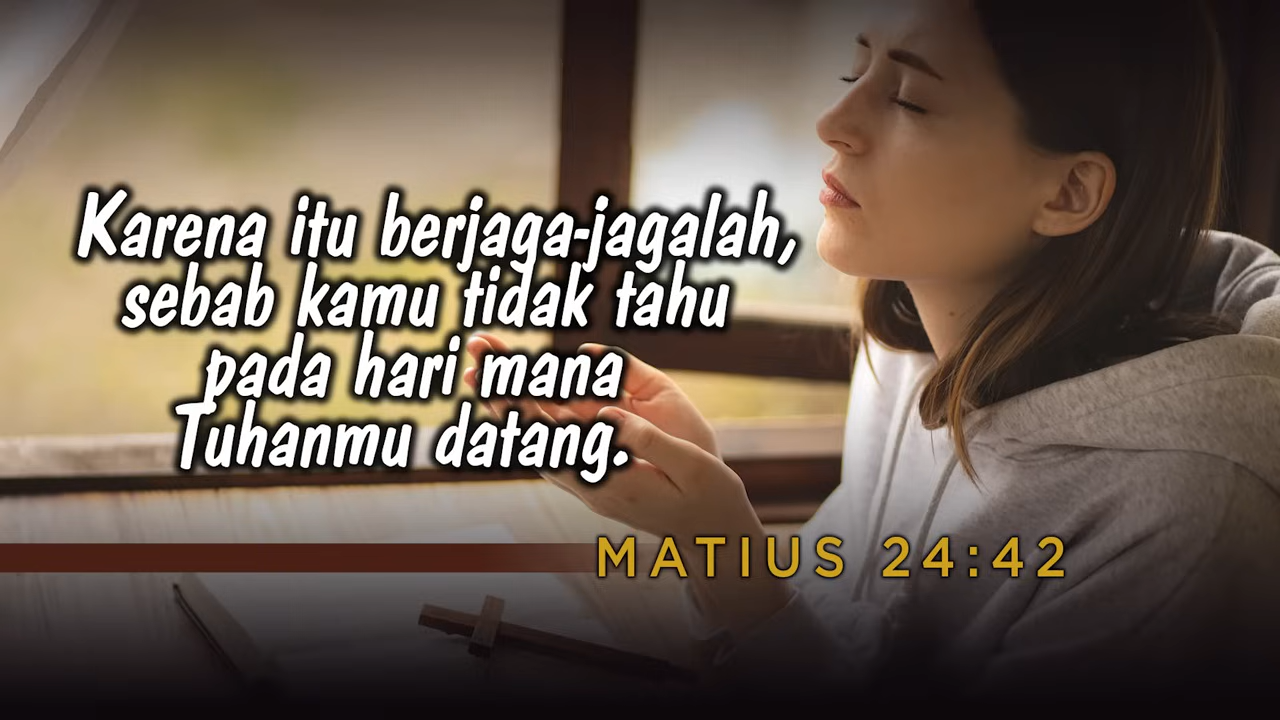 Karena itu berjaga-jagalah,
sebab kamu tidak tahu
pada hari mana
Tuhanmu datang.
MATIUS 24:42